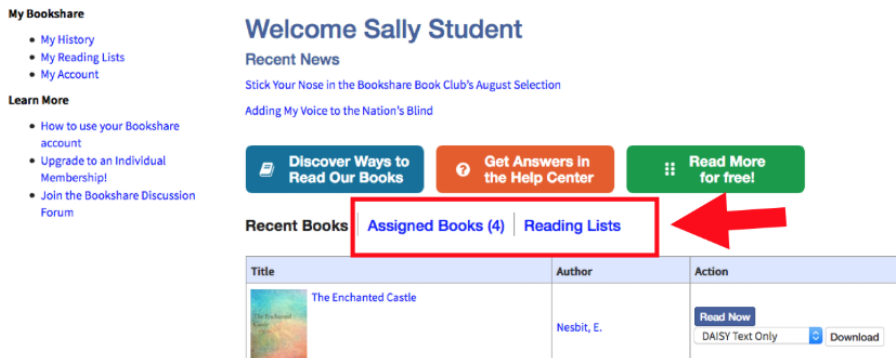 My Bookshare
My History
My Reading Lists
My Account
Learn More
How to use your Bookshare
account
Upgrade to an Individual
Membership!
Join the Bookshare Discussion
Forum
Welcome Sally Student
Recent News
Stick Your Nose in the Bookshare Book Club's August Selection
Adding My Voice to the Nation's Blind
Discover Ways to
Read Our Books
Get Answers in
the Help Center
Read More
for free!
Recent Books Assigned Books (4) Reading Lists
Title Author Action
The Enchanted Castle
The Enchanted
Castle
Nesbit, E.
Read Now
DAISY Text Only Download